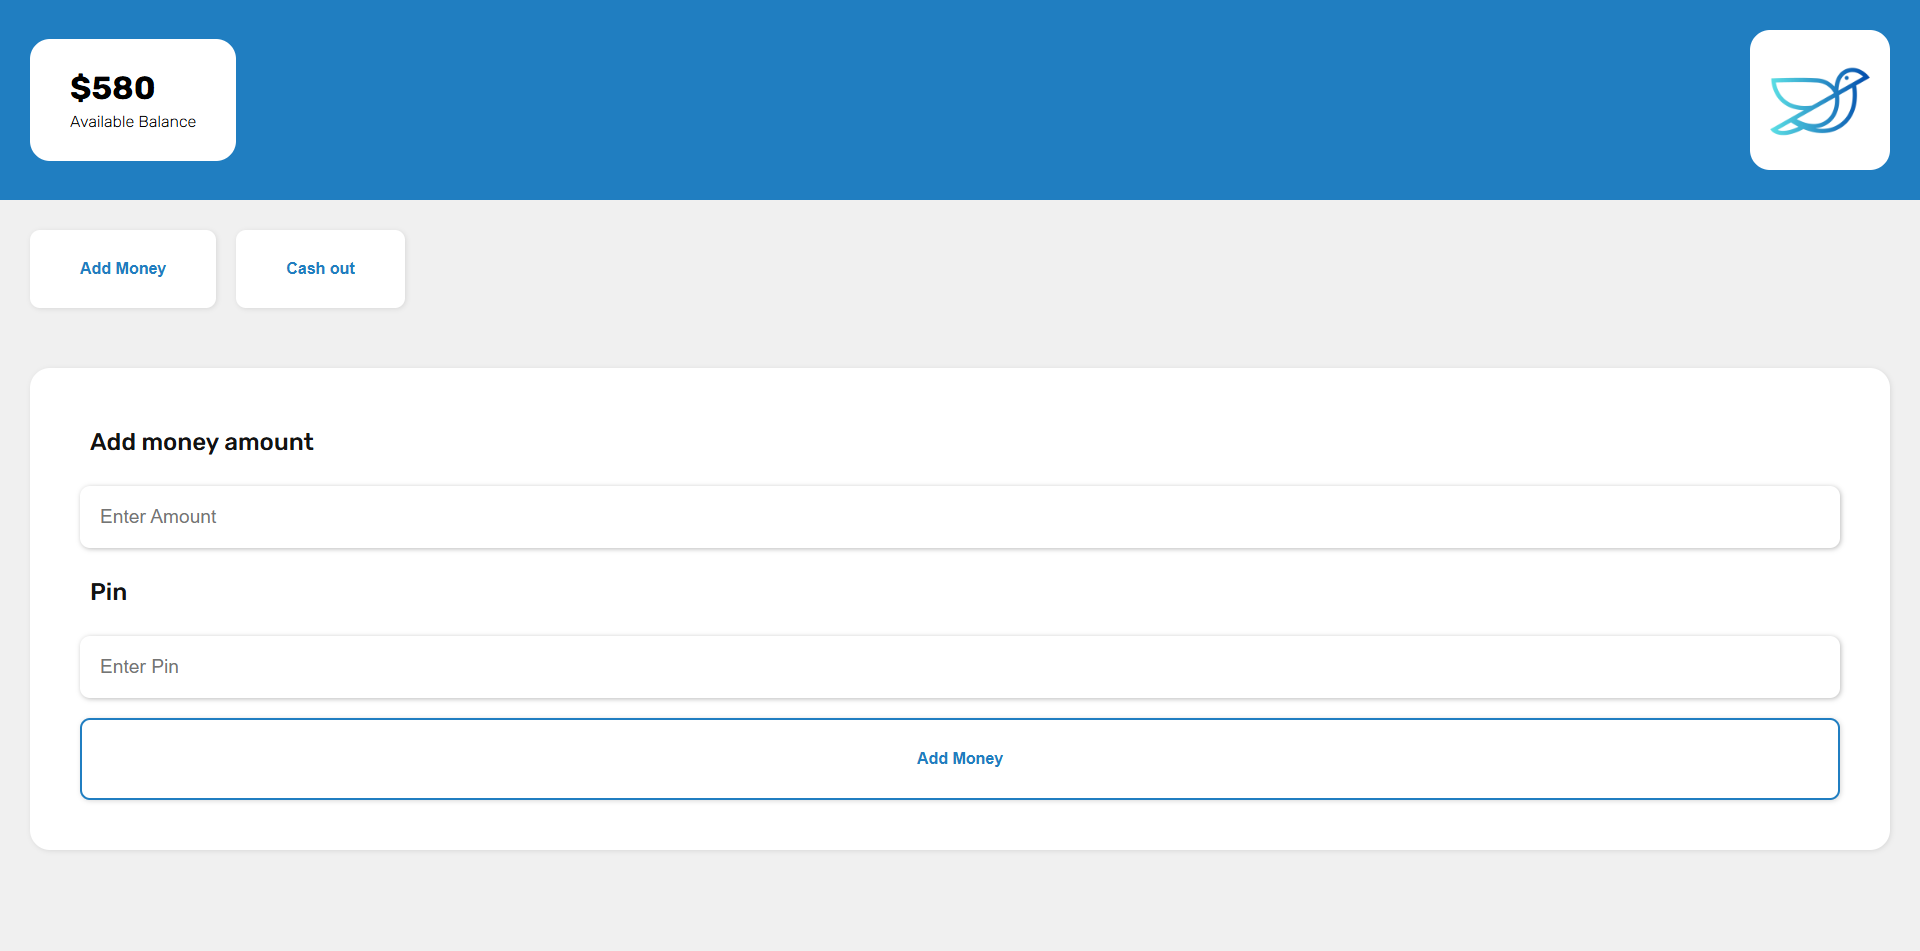 $580
Available Balance
Add Money
Cash out
Add money amount
Enter Amount
Pin
Enter Pin
Add Money